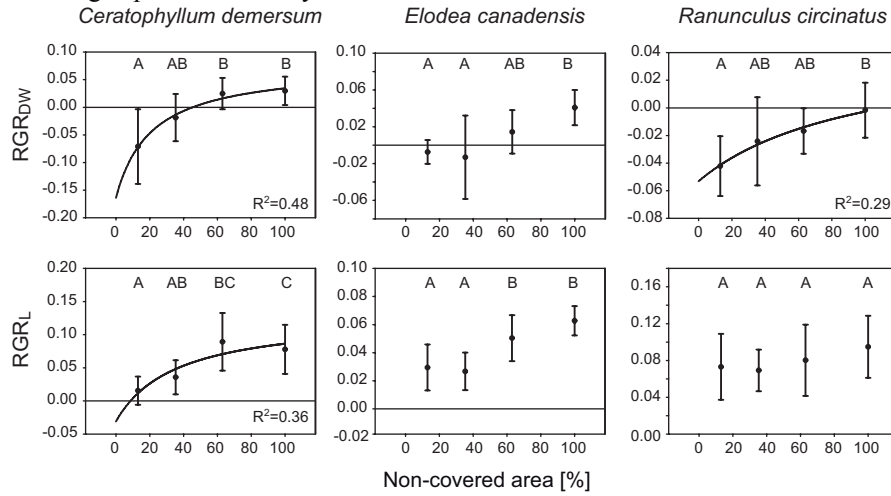 Ceratophyllum demersum Elodea canadensis Ranunculus circinatus
RGR_DW
0.10
0.05
0.00
-0.05
-0.10
-0.15
-0.20
A AB B B
R²=0.48
0 20 40 60 80 100
0.10
0.06
0.02
-0.02
-0.06
A A AB B
0 20 40 60 80 100
0.04
0.02
0.00
-0.02
-0.04
-0.06
-0.08
A AB AB B
R²=0.29
0 20 40 60 80 100
RGR_L
0.20
0.15
0.10
0.05
0.00
-0.05
A AB BC C
R²=0.36
0 20 40 60 80 100
0.10
0.08
0.06
0.04
0.02
0.00
-0.02
A A B B
0 20 40 60 80 100
0.16
0.12
0.08
0.04
0.00
A A A A
0 20 40 60 80 100
Non-covered area [%]